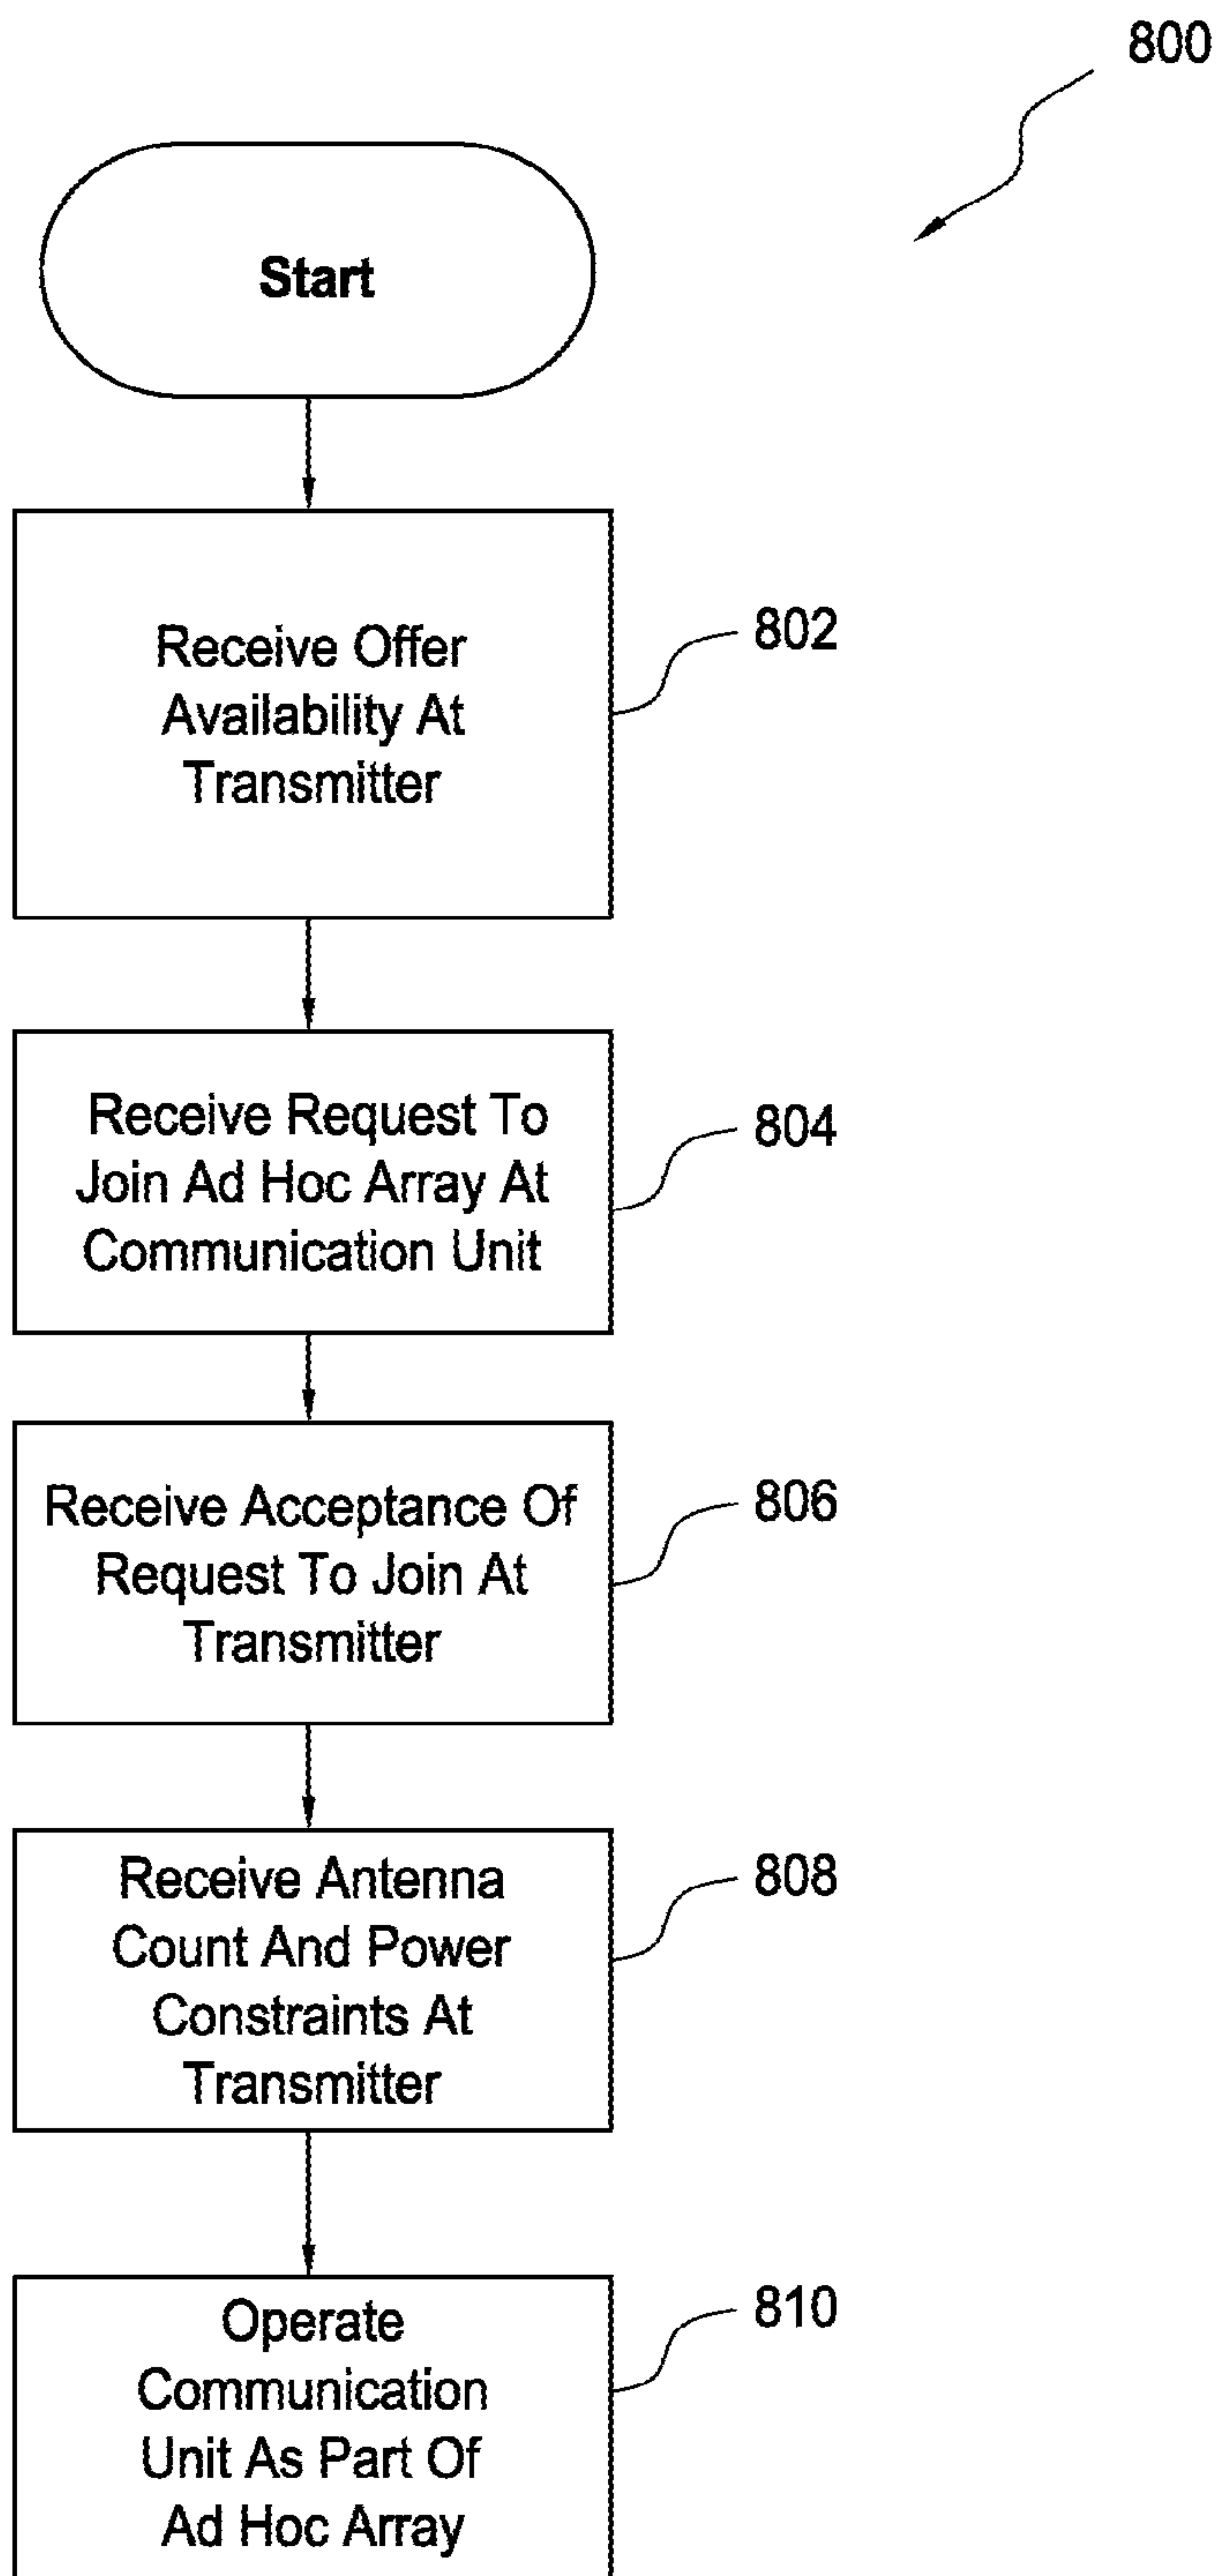 800
Start
Receive Offer
Availability At
Transmitter
802
Receive Request To
Join Ad Hoc Array At
Communication Unit
804
Receive Acceptance Of
Request To Join At
Transmitter
806
Receive Antenna
Count And Power
Constraints At
Transmitter
808
Operate
Communication
Unit As Part Of
Ad Hoc Array
810